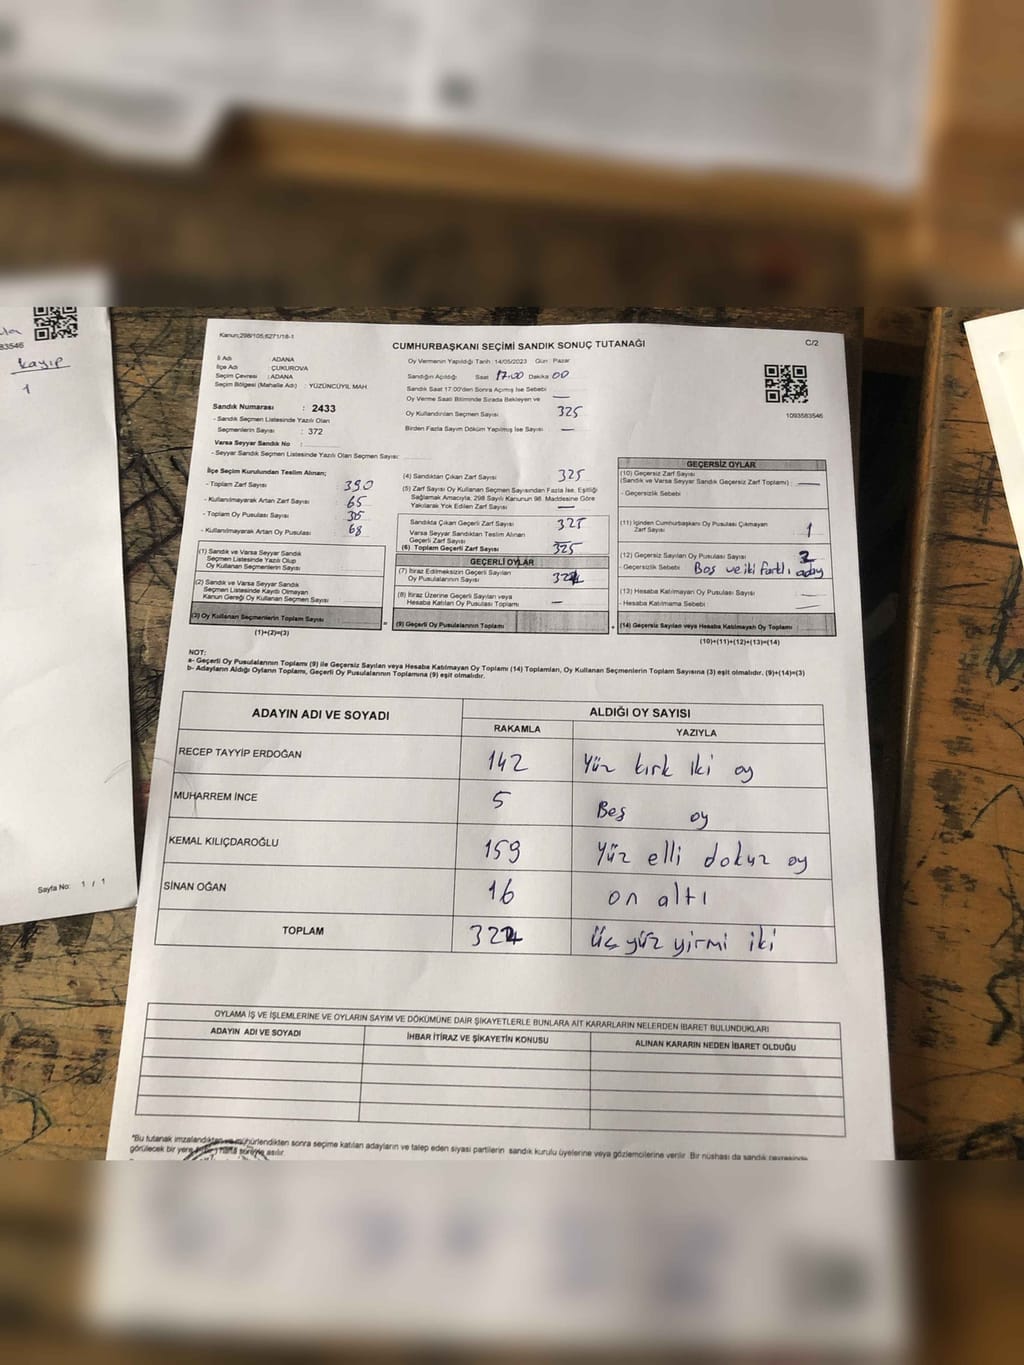 Kanun;298/105;6271/18-1
CUMHURBAŞKANI SEÇİMİ SANDIK SONUÇ TUTANAĞI
C/2
İl Adı : ADANA
İlçe Adı : ÇUKUROVA
Seçim Çevresi : ADANA
Seçim Bölgesi (Mahalle Adı) : YÜZÜNCÜYIL MAH
Sandık Numarası : 2433
- Sandık Seçmen Listesinde Yazılı Olan
Seçmenlerin Sayısı : 372
Varsa Seyyar Sandık No :
- Seyyar Sandık Seçmen Listesinde Yazılı Olan Seçmen Sayısı:
Oy Vermenin Yapıldığı Tarih :14/05/2023 Gün : Pazar
Sandığın Açıldığı Saat 17:00 Dakika 00
Sandık Saat 17:00'den Sonra Açılmış İse Sebebi
Oy Verme Saati Bitiminde Sırada Bekleyen ve
Oy Kullandırılan Seçmen Sayısı 325
Birden Fazla Sayım Döküm Yapılmış İse Sayısı —
1093583546
İlçe Seçim Kurulundan Teslim Alınan;
- Toplam Zarf Sayısı 390
- Kullanılmayarak Artan Zarf Sayısı 65
- Toplam Oy Pusulası Sayısı
- Kullanılmayarak Artan Oy Pusulası 68
(1) Sandık ve Varsa Seyyar Sandık
Seçmen Listesinde Yazılı Olup
Oy Kullanan Seçmenlerin Sayısı
(2) Sandık ve Varsa Seyyar Sandık
Seçmen Listesinde Kayıtlı Olmayan
Kanun Gereği Oy Kullanan Seçmen Sayısı
(3) Oy Kullanan Seçmenlerin Toplam Sayısı
(1)+(2)=(3)
(4) Sandıktan Çıkan Zarf Sayısı 325
(5) Zarf Sayısı Oy Kullanan Seçmen Sayısından Fazla İse, Eşitliği
Sağlamak Amacıyla; 298 Sayılı Kanunun 98. Maddesine Göre
Yakılarak Yok Edilen Zarf Sayısı —
Sandıkta Çıkan Geçerli Zarf Sayısı 325
Varsa Seyyar Sandıktan Teslim Alınan
Geçerli Zarf Sayısı —
(6) Toplam Geçerli Zarf Sayısı 325
GEÇERLİ OYLAR
(7) İtiraz Edilmeksizin Geçerli Sayılan
Oy Pusulalarının Sayısı
(8) İtiraz Üzerine Geçerli Sayılan veya
Hesaba Katılan Oy Pusulası Toplamı —
= (9) Geçerli Oy Pusulalarının Toplamı
GEÇERSİZ OYLAR
(10) Geçersiz Zarf Sayısı
(Sandık ve Varsa Seyyar Sandık Geçersiz Zarf Toplamı) : —
- Geçersizlik Sebebi
(11) İçinden Cumhurbaşkanı Oy Pusulası Çıkmayan
Zarf Sayısı 1
(12) Geçersiz Sayılan Oy Pusulası Sayısı
- Geçersizlik Sebebi Boş ve iki farklı aday
(13) Hesaba Katılmayan Oy Pusulası Sayısı —
- Hesaba Katılmama Sebebi —
+ (14) Geçersiz Sayılan veya Hesaba Katılmayan Oy Toplamı
(10)+(11)+(12)+(13)=(14)
NOT:
a- Geçerli Oy Pusulalarının Toplamı (9) ile Geçersiz Sayılan veya Hesaba Katılmayan Oy Toplamı (14) Toplamları, Oy Kullanan Seçmenlerin Toplam Sayısına (3) eşit olmalıdır. (9)+(14)=(3)
b- Adayların Aldığı Oyların Toplamı, Geçerli Oy Pusulalarının Toplamına (9) eşit olmalıdır.
ADAYIN ADI VE SOYADI
ALDIĞI OY SAYISI
RAKAMLA YAZIYLA
RECEP TAYYİP ERDOĞAN 142 Yüz kırk iki oy
MUHARREM İNCE 5 Beş oy
KEMAL KILIÇDAROĞLU 159 Yüz elli dokuz oy
SİNAN OĞAN 16 on altı
TOPLAM 322 üç yüz yirmi iki
OYLAMA İŞ VE İŞLEMLERİNE VE OYLARIN SAYIM VE DÖKÜMÜNE DAİR ŞİKAYETLERLE BUNLARA AİT KARARLARIN NELERDEN İBARET BULUNDUKLARI
ADAYIN ADI VE SOYADI İHBAR İTİRAZ VE ŞİKAYETİN KONUSU ALINAN KARARIN NEDEN İBARET OLDUĞU
*Bu tutanak imzalandıktan ve mühürlendikten sonra seçime katılan adayların ve talep eden siyasi partilerin sandık kurulu üyelerine veya gözlemcilerine verilir. Bir nüshası da sandık çevresinde
görülecek bir yere bir hafta süreyle asılır.
83546
kayıp
1
Sayfa No: 1 / 1